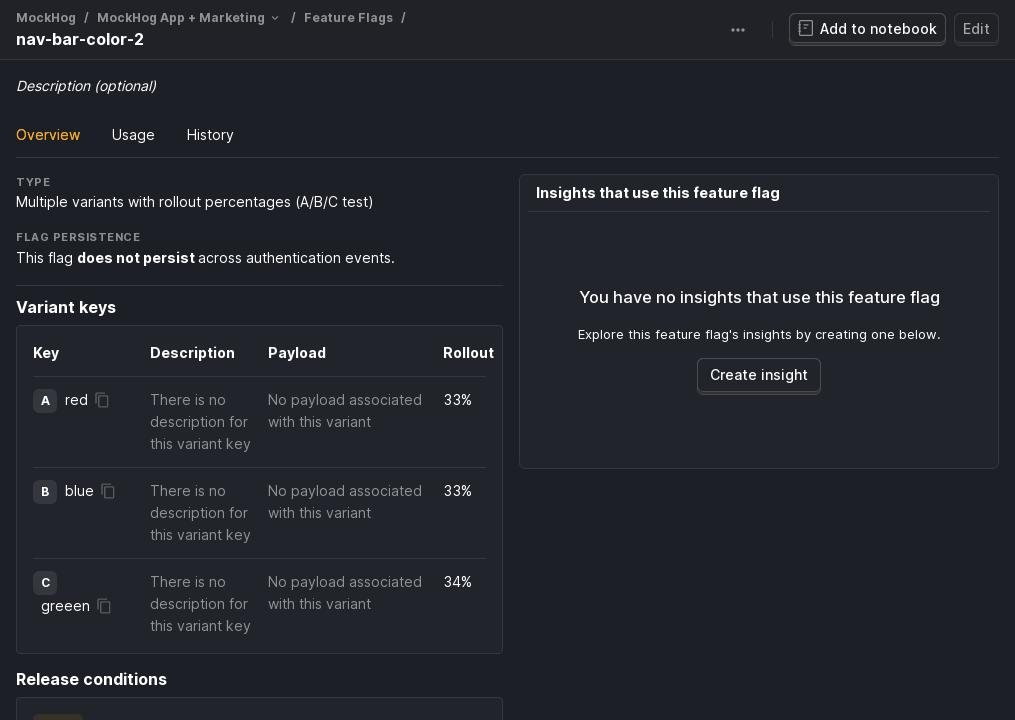 MockHog / MockHog App + Marketing / Feature Flags /
nav-bar-color-2
Add to notebook
Edit
Description (optional)
Overview
Usage
History
TYPE
Multiple variants with rollout percentages (A/B/C test)
FLAG PERSISTENCE
This flag does not persist across authentication events.
Variant keys
Key Description Payload Rollout
A red There is no No payload associated 33%
description for with this variant
this variant key
B blue There is no No payload associated 33%
description for with this variant
this variant key
C There is no No payload associated 34%
greeen description for with this variant
this variant key
Release conditions
Insights that use this feature flag
You have no insights that use this feature flag
Explore this feature flag's insights by creating one below.
Create insight